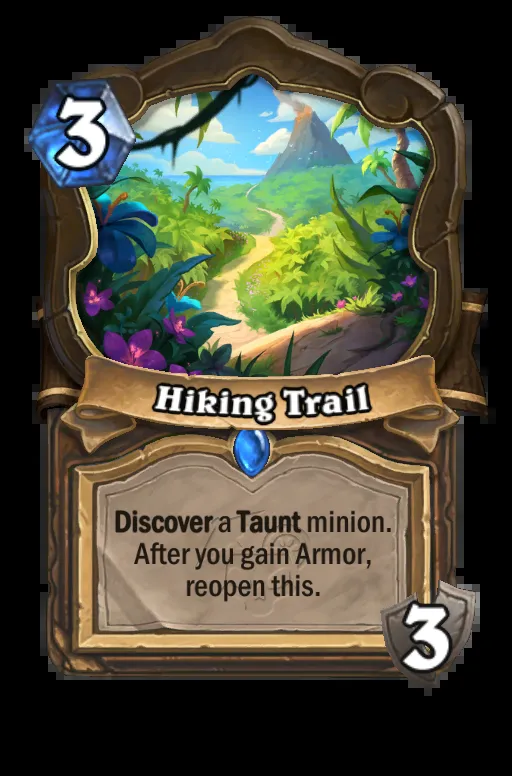 3
Hiking Trail
Discover a Taunt minion.
After you gain Armor,
reopen this.
3